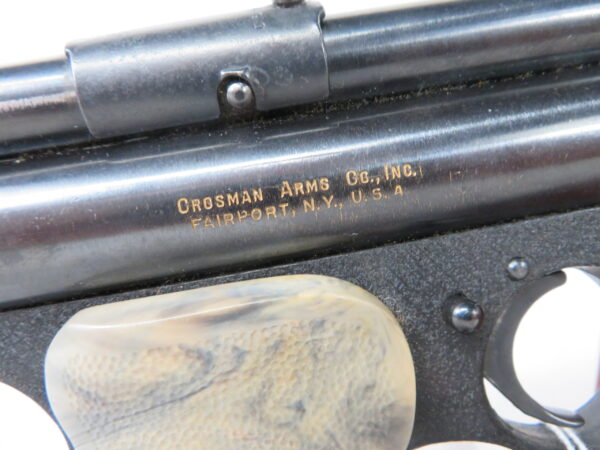 CROSMAN ARMS CO., INC.
FAIRPORT, N.Y., U.S.A